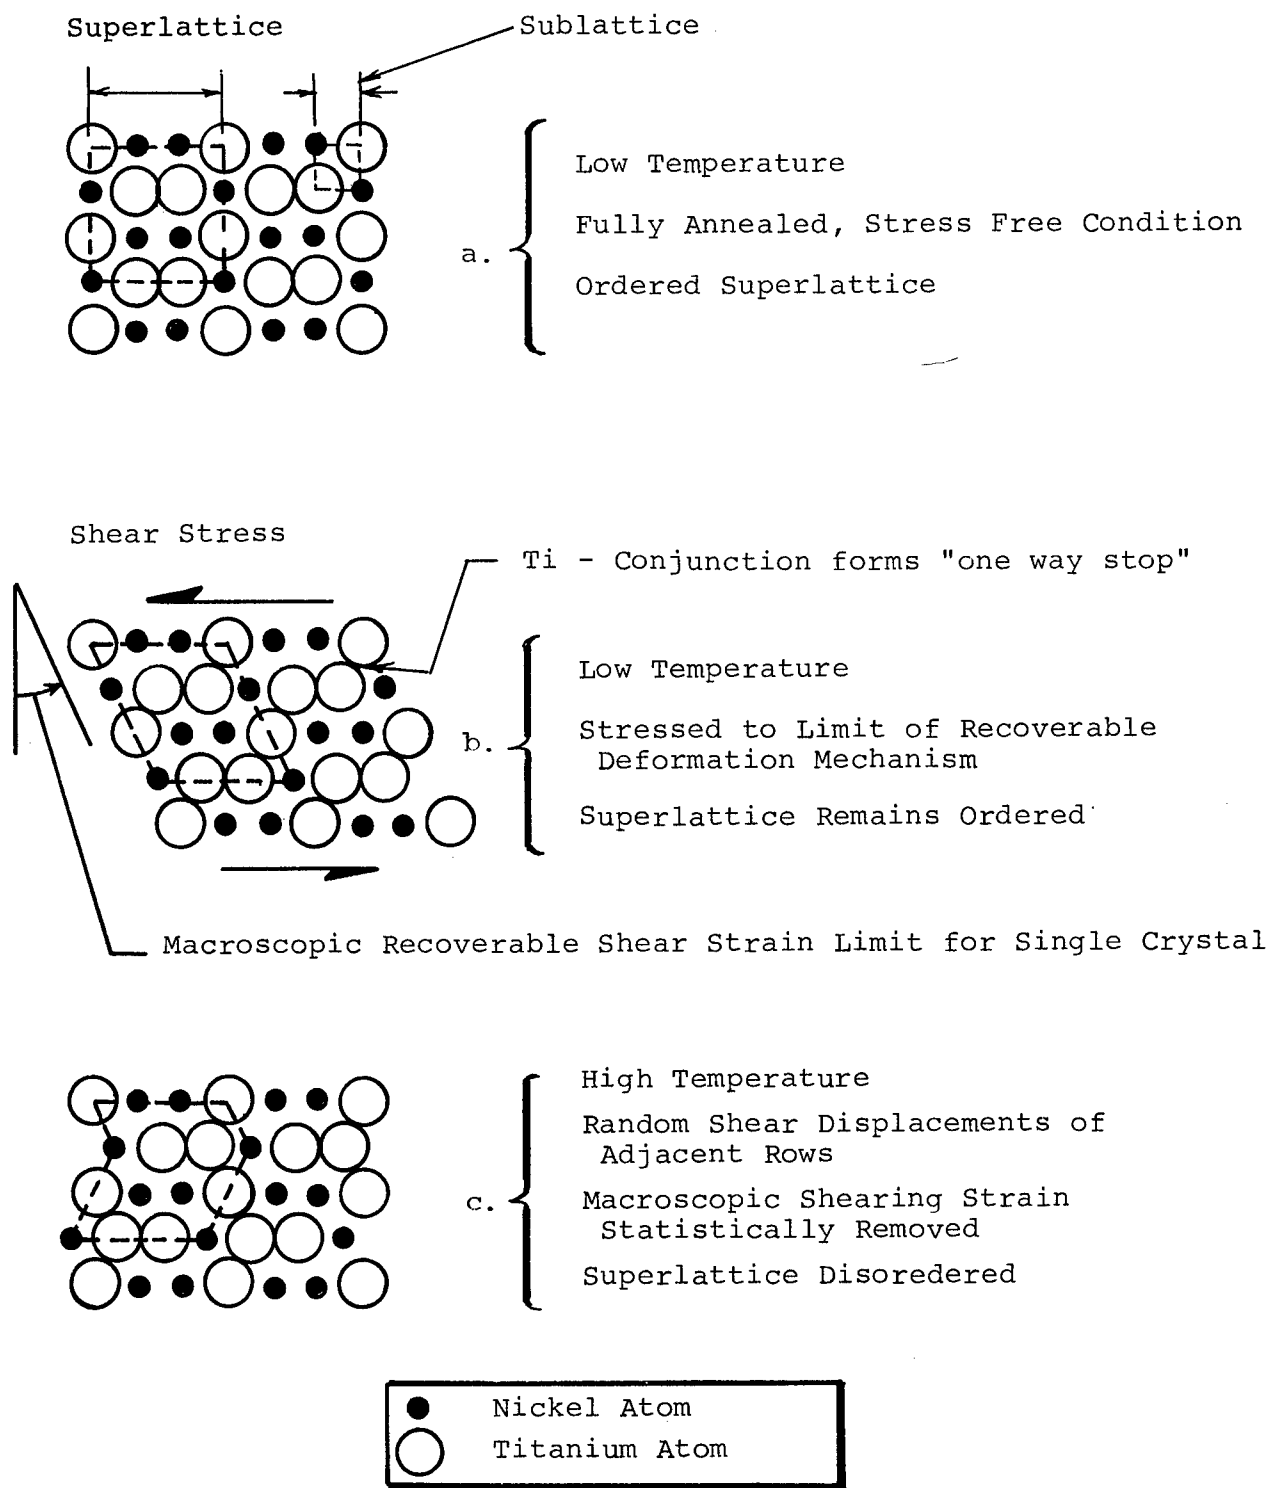 Superlattice
Sublattice
a.
Low Temperature
Fully Annealed, Stress Free Condition
Ordered Superlattice
Shear Stress
Ti - Conjunction forms "one way stop"
b.
Low Temperature
Stressed to Limit of Recoverable
Deformation Mechanism
Superlattice Remains Ordered
Macroscopic Recoverable Shear Strain Limit for Single Crystal
c.
High Temperature
Random Shear Displacements of
Adjacent Rows
Macroscopic Shearing Strain
Statistically Removed
Superlattice Disoredered
Nickel Atom
Titanium Atom